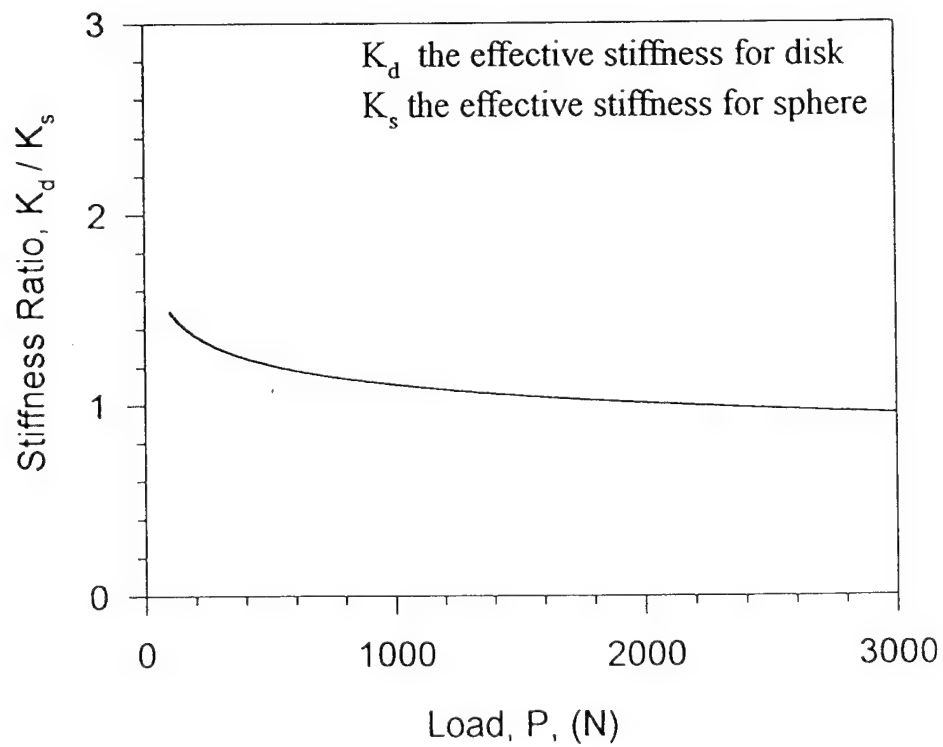 3
K_d the effective stiffness for disk
K_s the effective stiffness for sphere
2
1
0
Stiffness Ratio, K_d / K_s
0 1000 2000 3000
Load, P, (N)